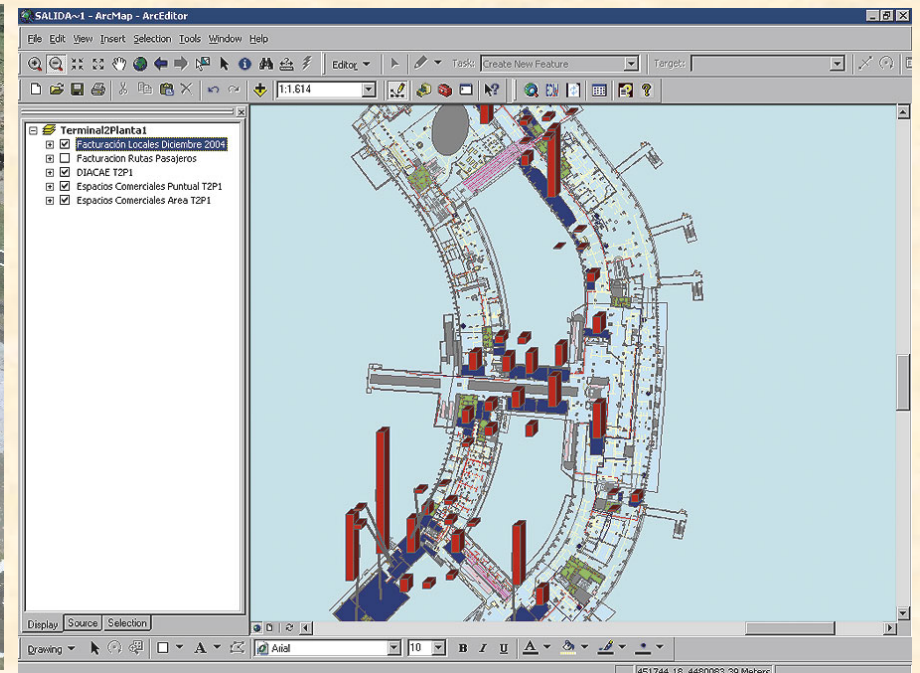 SALIDA~1 - ArcMap - ArcEditor
File Edit View Insert Selection Tools Window Help
Editor Task: Create New Feature Target:
1:1.614
Terminal2Planta1
Facturación Locales Diciembre 2004
Facturacion Rutas Pasajeros
DIACAE T2P1
Espacios Comerciales Puntual T2P1
Espacios Comerciales Area T2P1
Display Source Selection
Drawing A Arial 10 B I U A
451744,18 4480083,39 Meters